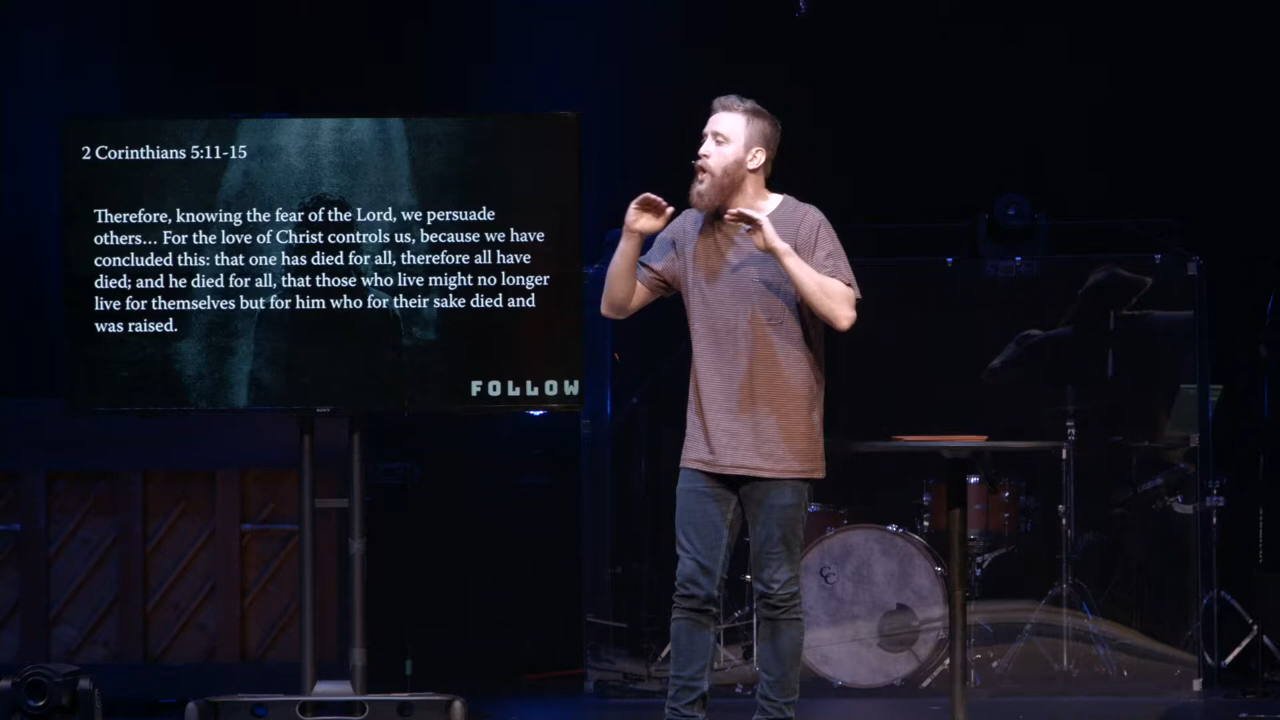 2 Corinthians 5:11-15
Therefore, knowing the fear of the Lord, we persuade
others... For the love of Christ controls us, because we have
concluded this: that one has died for all, therefore all have
died; and he died for all, that those who live might no longer
live for themselves but for him who for their sake died and
was raised.
FOLLOW
SONY